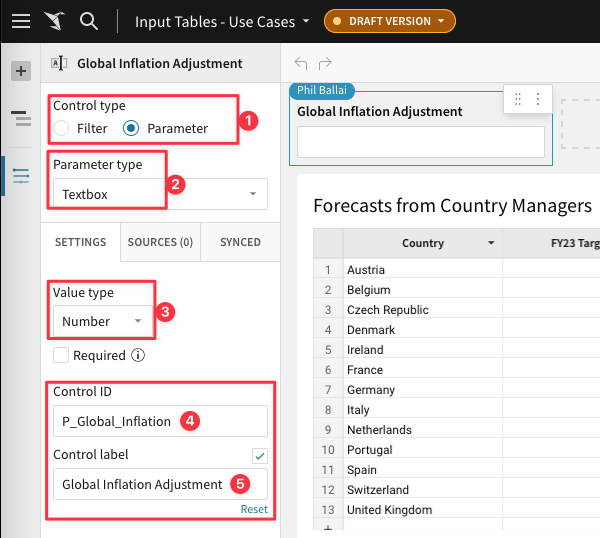 Input Tables - Use Cases
DRAFT VERSION
Global Inflation Adjustment
Control type
Filter
Parameter
1
Parameter type
2
Textbox
SETTINGS
SOURCES (0)
SYNCED
Value type
3
Number
Required
Control ID
P_Global_Inflation
4
Control label
Global Inflation Adjustment
5
Reset
Phil Ballai
Global Inflation Adjustment
Forecasts from Country Managers
Country
FY23 Targ
1 Austria
2 Belgium
3 Czech Republic
4 Denmark
5 Ireland
6 France
7 Germany
8 Italy
9 Netherlands
10 Portugal
11 Spain
12 Switzerland
13 United Kingdom